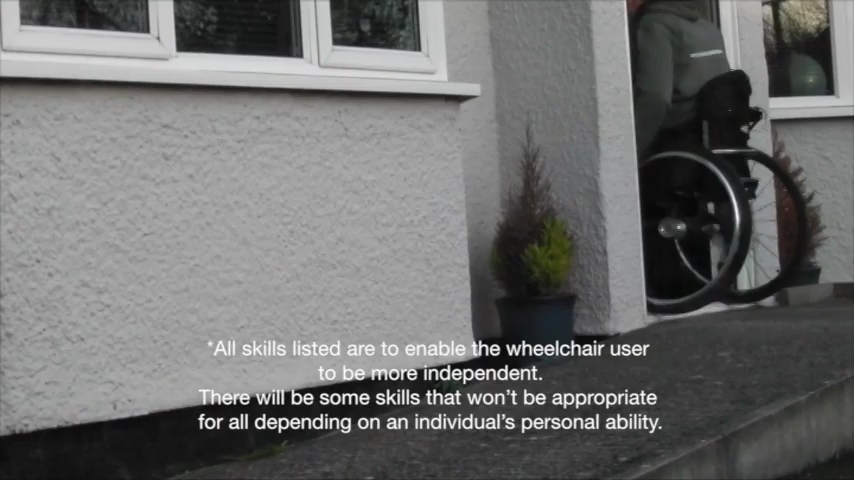 *All skills listed are to enable the wheelchair user
to be more independent.
There will be some skills that won't be appropriate
for all depending on an individual's personal ability.